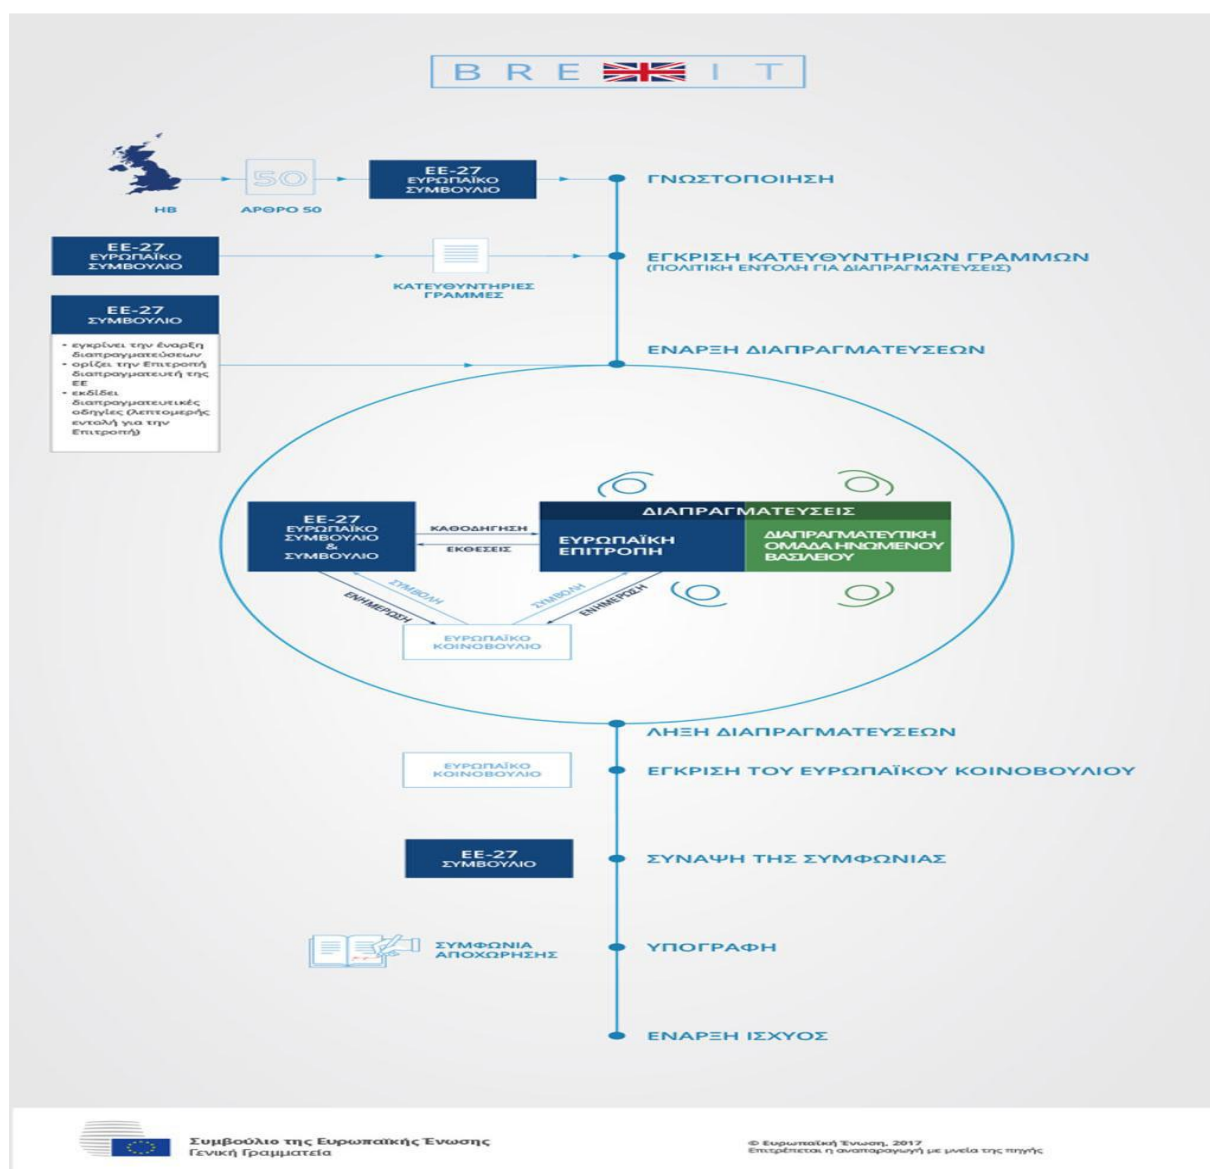 BREXIT
50
ΕΕ-27
ΕΥΡΩΠΑΪΚΟ
ΣΥΜΒΟΥΛΙΟ
ΓΝΩΣΤΟΠΟΙΗΣΗ
ΗΒ
ΑΡΘΡΟ 50
ΕΕ-27
ΕΥΡΩΠΑΪΚΟ
ΣΥΜΒΟΥΛΙΟ
ΚΑΤΕΥΘΥΝΤΗΡΙΕΣ
ΓΡΑΜΜΕΣ
ΕΓΚΡΙΣΗ ΚΑΤΕΥΘΥΝΤΗΡΙΩΝ ΓΡΑΜΜΩΝ
(ΠΟΛΙΤΙΚΗ ΕΝΤΟΛΗ ΓΙΑ ΔΙΑΠΡΑΓΜΑΤΕΥΣΕΙΣ)
ΕΕ-27
ΣΥΜΒΟΥΛΙΟ
• εγκρίνει την έναρξη
διαπραγματεύσεων
• ορίζει την Επιτροπή
διαπραγματευτή της
ΕΕ
• εκδίδει
διαπραγματευτικές
οδηγίες (λεπτομερής
εντολή για την
Επιτροπή)
ΕΝΑΡΞΗ ΔΙΑΠΡΑΓΜΑΤΕΥΣΕΩΝ
ΕΕ-27
ΕΥΡΩΠΑΪΚΟ
ΣΥΜΒΟΥΛΙΟ
&
ΣΥΜΒΟΥΛΙΟ
ΚΑΘΟΔΗΓΗΣΗ
ΕΚΘΕΣΕΙΣ
ΔΙΑΠΡΑΓΜΑΤΕΥΣΕΙΣ
ΕΥΡΩΠΑΪΚΗ
ΕΠΙΤΡΟΠΗ
ΔΙΑΠΡΑΓΜΑΤΕΥΤΙΚΗ
ΟΜΑΔΑ ΗΝΩΜΕΝΟΥ
ΒΑΣΙΛΕΙΟΥ
ΣΥΜΒΟΛΗ
ΕΝΗΜΕΡΩΣΗ
ΣΥΜΒΟΛΗ
ΕΝΗΜΕΡΩΣΗ
ΕΥΡΩΠΑΪΚΟ
ΚΟΙΝΟΒΟΥΛΙΟ
ΛΗΞΗ ΔΙΑΠΡΑΓΜΑΤΕΥΣΕΩΝ
ΕΥΡΩΠΑΪΚΟ
ΚΟΙΝΟΒΟΥΛΙΟ
ΕΓΚΡΙΣΗ ΤΟΥ ΕΥΡΩΠΑΪΚΟΥ ΚΟΙΝΟΒΟΥΛΙΟΥ
ΕΕ-27
ΣΥΜΒΟΥΛΙΟ
ΣΥΝΑΨΗ ΤΗΣ ΣΥΜΦΩΝΙΑΣ
ΣΥΜΦΩΝΙΑ
ΑΠΟΧΩΡΗΣΗΣ
ΥΠΟΓΡΑΦΗ
ΕΝΑΡΞΗ ΙΣΧΥΟΣ
Συμβούλιο της Ευρωπαϊκής Ένωσης
Γενική Γραμματεία
© Ευρωπαϊκή Ένωση, 2017
Επιτρέπεται η αναπαραγωγή με μνεία της πηγής